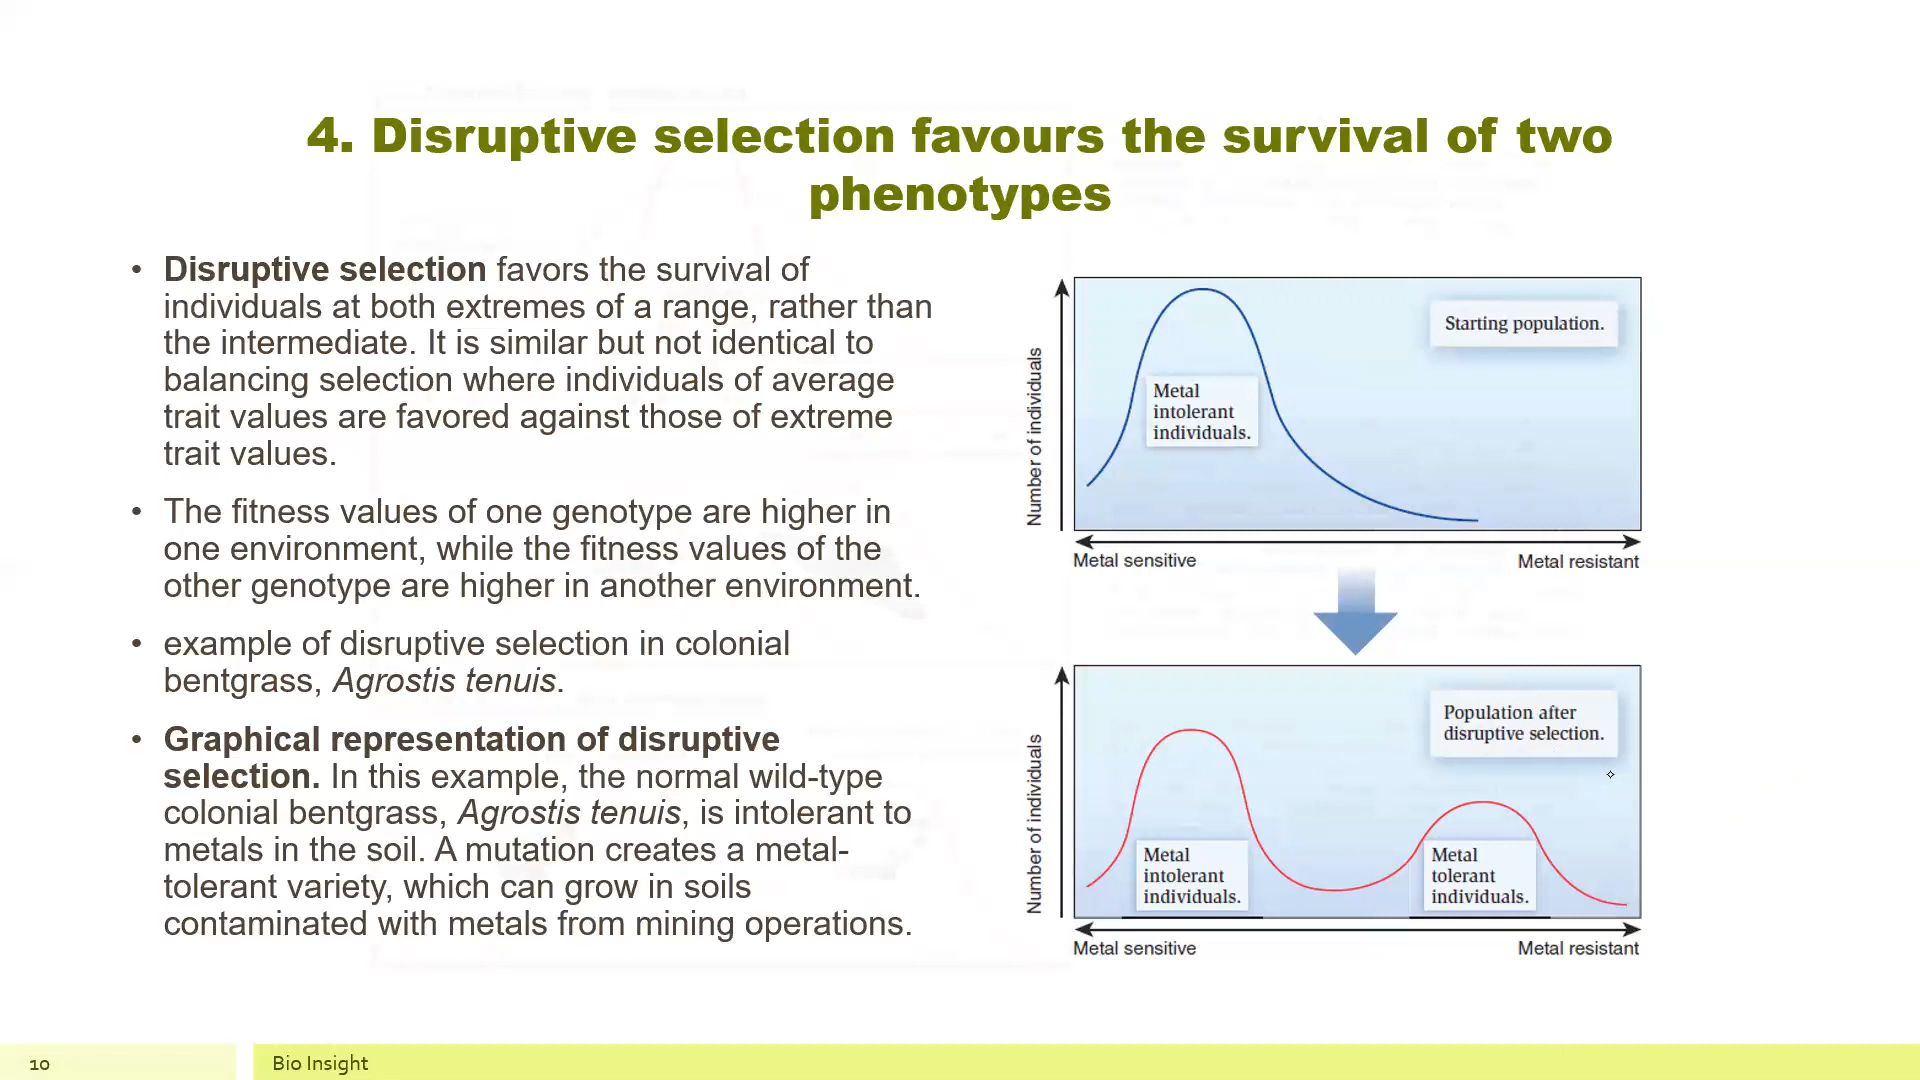 4. Disruptive selection favours the survival of two
phenotypes
• Disruptive selection favors the survival of
individuals at both extremes of a range, rather than
the intermediate. It is similar but not identical to
balancing selection where individuals of average
trait values are favored against those of extreme
trait values.
• The fitness values of one genotype are higher in
one environment, while the fitness values of the
other genotype are higher in another environment.
• example of disruptive selection in colonial
bentgrass, Agrostis tenuis.
• Graphical representation of disruptive
selection. In this example, the normal wild-type
colonial bentgrass, Agrostis tenuis, is intolerant to
metals in the soil. A mutation creates a metal-
tolerant variety, which can grow in soils
contaminated with metals from mining operations.
Number of individuals
Starting population.
Metal
intolerant
individuals.
Metal sensitive
Metal resistant
Number of individuals
Population after
disruptive selection.
Metal
intolerant
individuals.
Metal
tolerant
individuals.
Metal sensitive
Metal resistant
10
Bio Insight